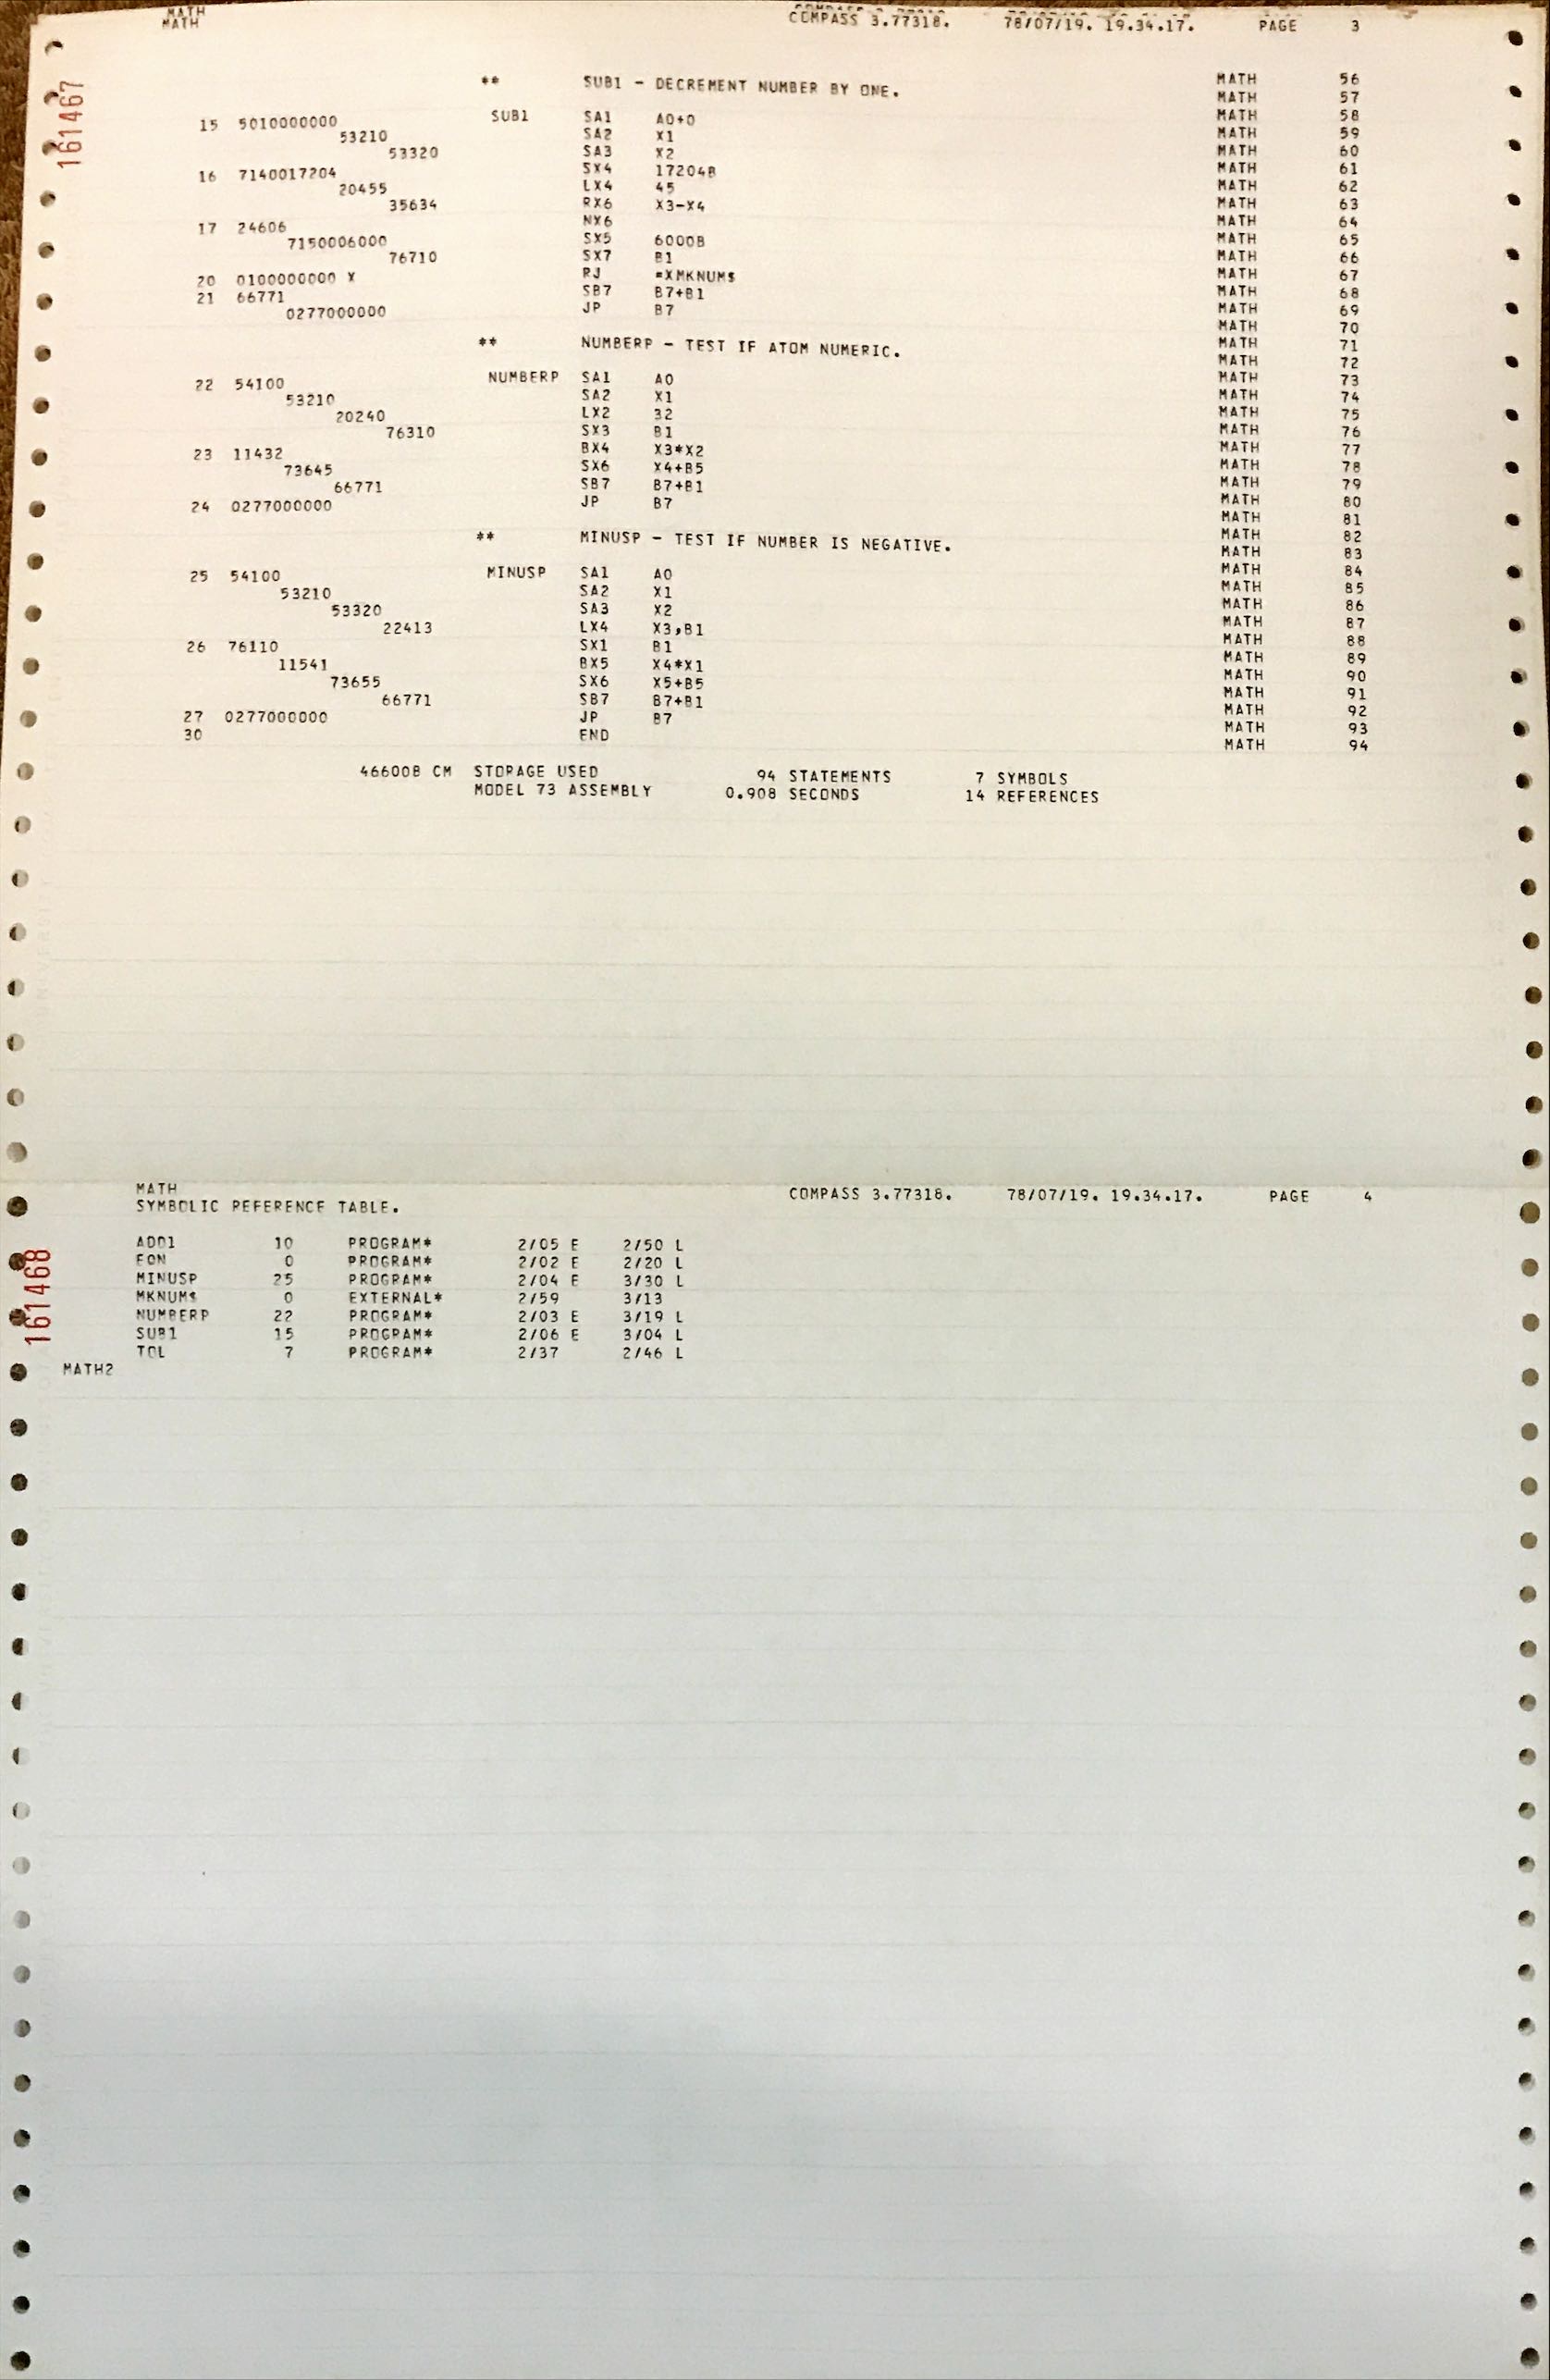 MATH
MATH COMPASS 3.77318. 78/07/19. 19.34.17. PAGE 3
161467
** SUB1 - DECREMENT NUMBER BY ONE. MATH 56
MATH 57
15 5010000000 SUB1 SA1 A0+0 MATH 58
53210 SA2 X1 MATH 59
53320 SA3 X2 MATH 60
16 7140017204 SX4 17204B MATH 61
20455 LX4 45 MATH 62
35634 RX6 X3-X4 MATH 63
17 24606 NX6 MATH 64
7150006000 SX5 6000B MATH 65
76710 SX7 B1 MATH 66
20 0100000000 X RJ =XMKNUM$ MATH 67
21 66771 SB7 B7+B1 MATH 68
0277000000 JP B7 MATH 69
MATH 70
** NUMBERP - TEST IF ATOM NUMERIC. MATH 71
MATH 72
22 54100 NUMBERP SA1 A0 MATH 73
53210 SA2 X1 MATH 74
20240 LX2 32 MATH 75
76310 SX3 B1 MATH 76
23 11432 BX4 X3*X2 MATH 77
73645 SX6 X4+B5 MATH 78
66771 SB7 B7+B1 MATH 79
24 0277000000 JP B7 MATH 80
MATH 81
** MINUSP - TEST IF NUMBER IS NEGATIVE. MATH 82
MATH 83
25 54100 MINUSP SA1 A0 MATH 84
53210 SA2 X1 MATH 85
53320 SA3 X2 MATH 86
22413 LX4 X3,B1 MATH 87
26 76110 SX1 B1 MATH 88
11541 BX5 X4*X1 MATH 89
73655 SX6 X5+B5 MATH 90
66771 SB7 B7+B1 MATH 91
27 0277000000 JP B7 MATH 92
30 END MATH 93
MATH 94
46600B CM STORAGE USED 94 STATEMENTS 7 SYMBOLS
MODEL 73 ASSEMBLY 0.908 SECONDS 14 REFERENCES
MATH COMPASS 3.77318. 78/07/19. 19.34.17. PAGE 4
SYMBOLIC REFERENCE TABLE.
161468
ADD1 10 PROGRAM* 2/05 E 2/50 L
EQN 0 PROGRAM* 2/02 E 2/20 L
MINUSP 25 PROGRAM* 2/04 E 3/30 L
MKNUM$ 0 EXTERNAL* 2/59 3/13
NUMBERP 22 PROGRAM* 2/03 E 3/19 L
SUB1 15 PROGRAM* 2/06 E 3/04 L
TOL 7 PROGRAM* 2/37 2/46 L
MATH2